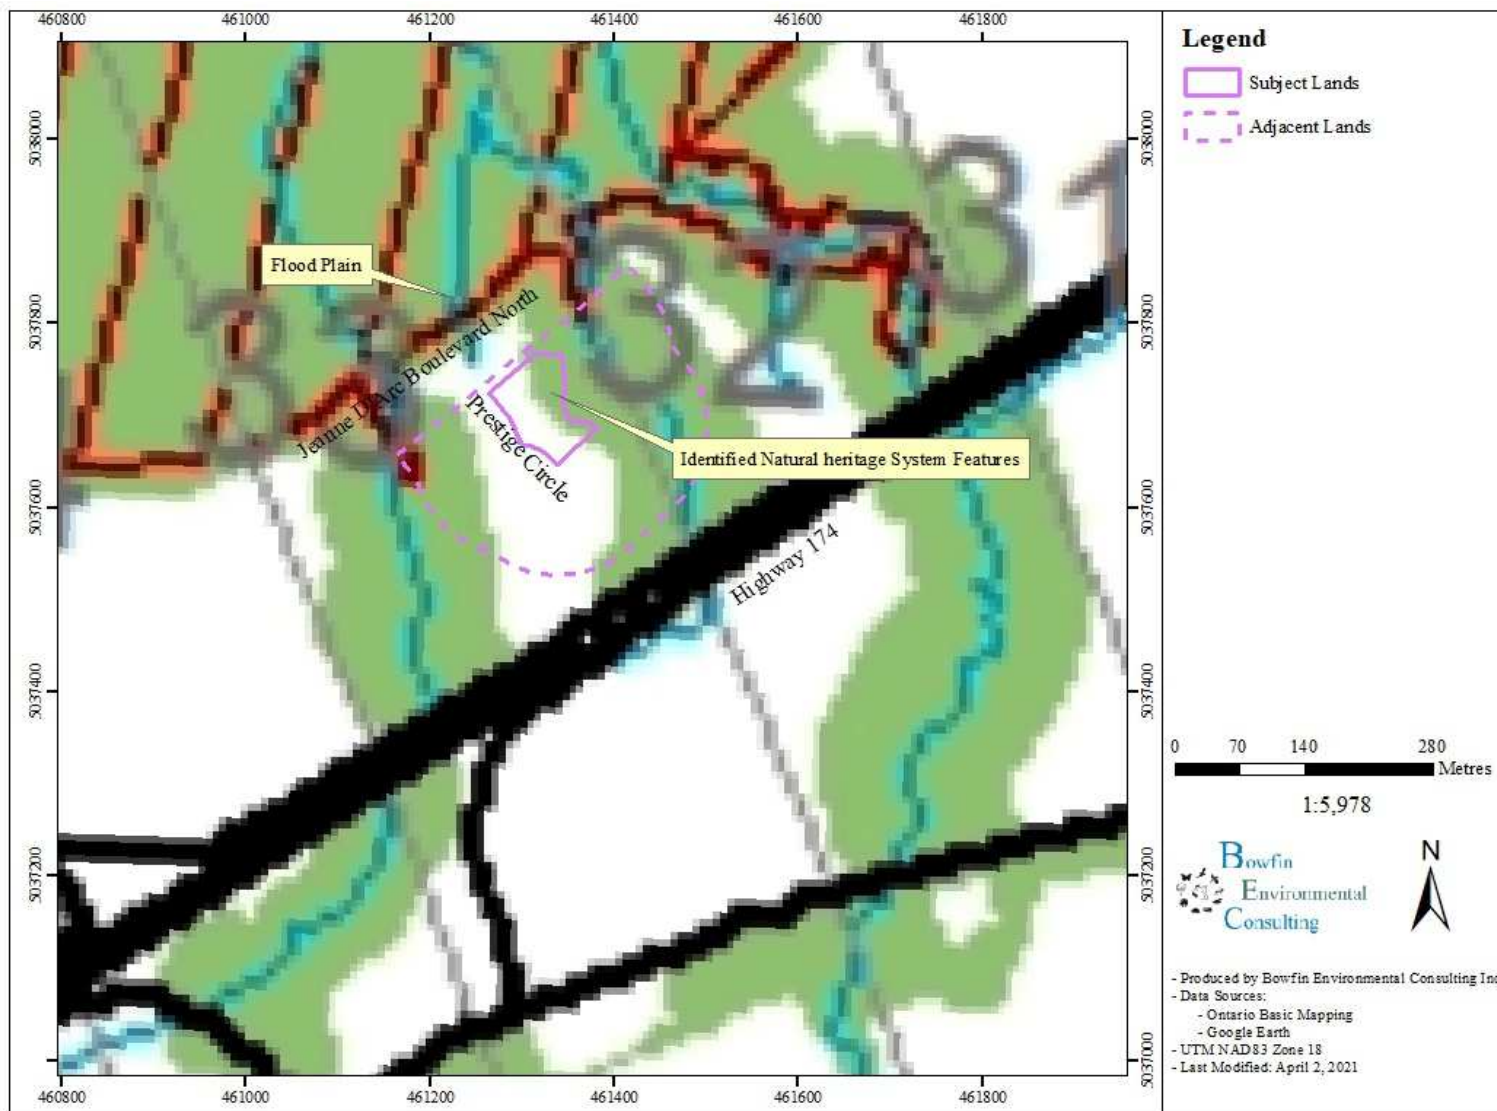 460800 461000 461200 461400 461600 461800
Legend
Subject Lands
Adjacent Lands
5038000
5038000
31
Flood Plain
33
32
5037800
5037800
Jeanne D'Arc Boulevard North
Prestige Circle
Identified Natural heritage System Features
5037600
5037600
Highway 174
5037400
5037400
0 70 140 280
Metres
1:5,978
5037200
5037200
N
Bowfin
Environmental
Consulting
- Produced by Bowfin Environmental Consulting Inc
- Data Sources:
- Ontario Basic Mapping
- Google Earth
- UTM NAD83 Zone 18
- Last Modified: April 2, 2021
5037000
5037000
460800 461000 461200 461400 461600 461800